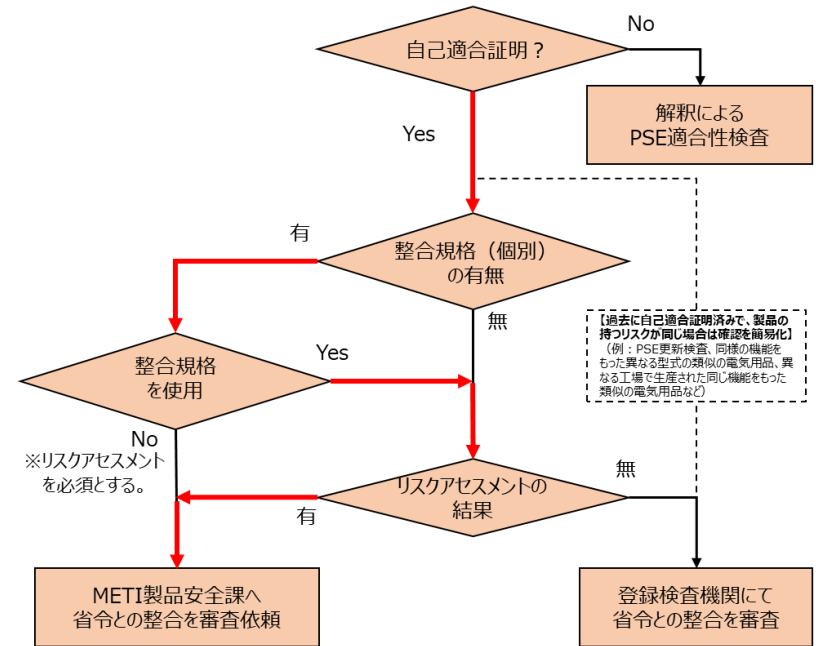 自己適合証明？
No
解釈による
PSE適合性検査
Yes
有
整合規格（個別）
の有無
無
【過去に自己適合証明済みで、製品の
持つリスクが同じ場合は確認を簡易化】
（例：PSE更新検査、同様の機能を
もった異なる型式の類似の電気用品、異
なる工場で生産された同じ機能をもった
類似の電気用品など）
整合規格
を使用
Yes
No
※リスクアセスメント
を必須とする。
リスクアセスメントの
結果
無
有
METI製品安全課へ
省令との整合を審査依頼
登録検査機関にて
省令との整合を審査